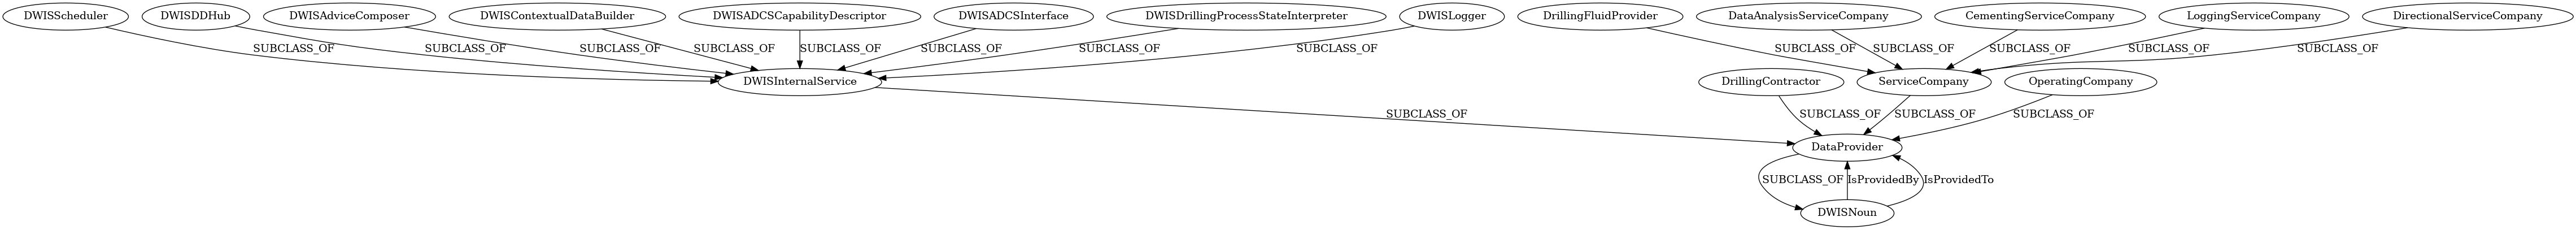 DWISScheduler
DWISDDHub
DWISAdviceComposer
DWISContextualDataBuilder
DWISADCSCapabilityDescriptor
DWISADCSInterface
DWISDrillingProcessStateInterpreter
DWISLogger
DrillingFluidProvider
DataAnalysisServiceCompany
CementingServiceCompany
LoggingServiceCompany
DirectionalServiceCompany
SUBCLASS_OF
SUBCLASS_OF
SUBCLASS_OF
SUBCLASS_OF
SUBCLASS_OF
SUBCLASS_OF
SUBCLASS_OF
SUBCLASS_OF
SUBCLASS_OF
SUBCLASS_OF
SUBCLASS_OF
SUBCLASS_OF
SUBCLASS_OF
DWISInternalService
DrillingContractor
ServiceCompany
OperatingCompany
SUBCLASS_OF
SUBCLASS_OF
SUBCLASS_OF
SUBCLASS_OF
DataProvider
SUBCLASS_OF
IsProvidedBy
IsProvidedTo
DWISNoun